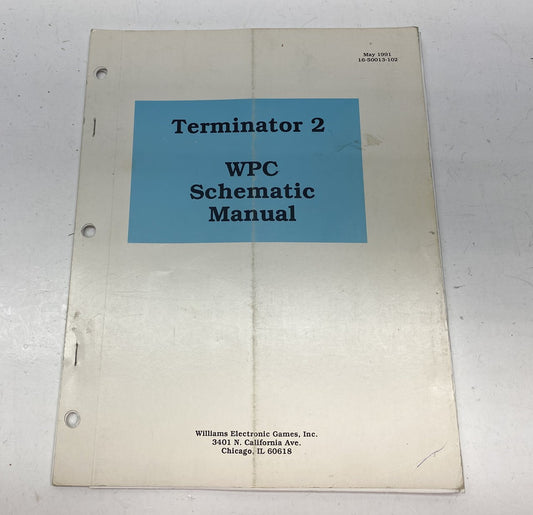 May 1991
16-50013-102
Terminator 2
WPC
Schematic
Manual
Williams Electronic Games, Inc.
3401 N. California Ave.
Chicago, IL 60618